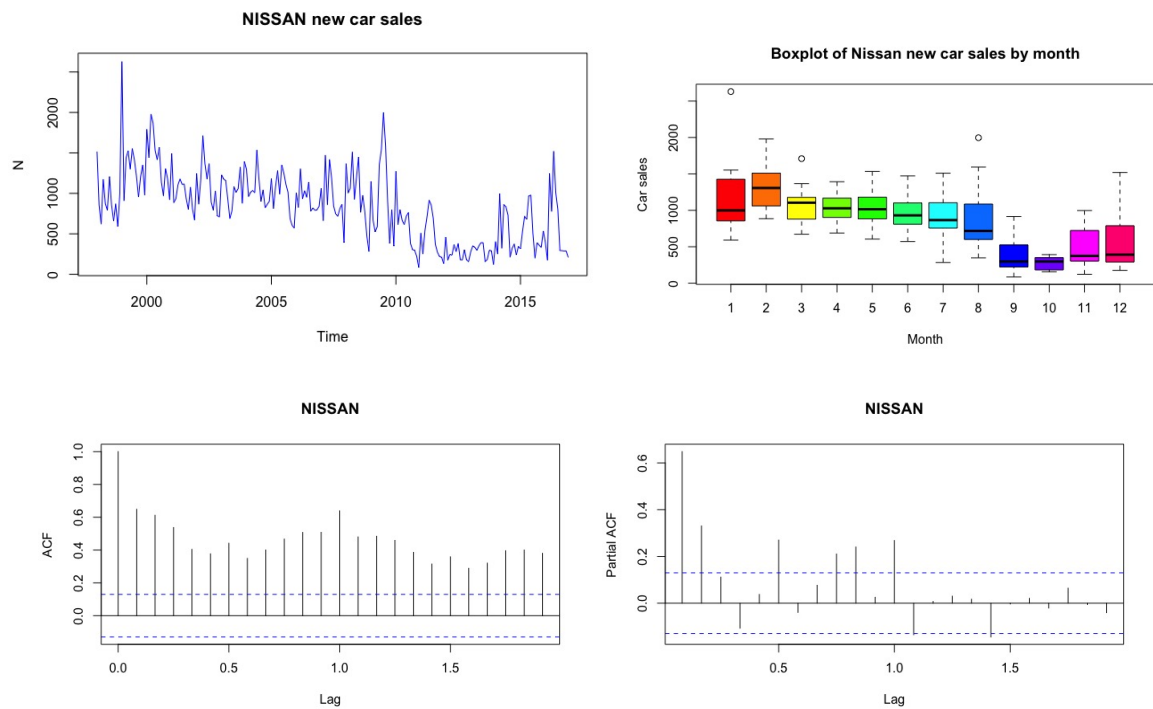 NISSAN new car sales
N
0
500
1000
2000
2000
2005
2010
2015
Time
Boxplot of Nissan new car sales by month
Car sales
0
500
1000
2000
1 2 3 4 5 6 7 8 9 10 11 12
Month
NISSAN
ACF
0.0
0.2
0.4
0.6
0.8
1.0
0.0
0.5
1.0
1.5
Lag
NISSAN
Partial ACF
0.0
0.2
0.4
0.6
0.5
1.0
1.5
Lag